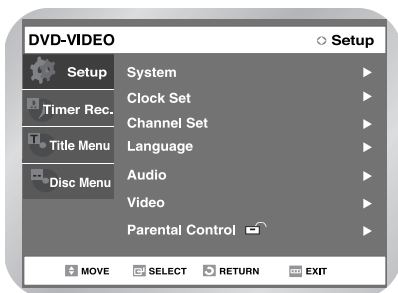 DVD-VIDEO
Setup
Setup
Timer Rec.
Title Menu
Disc Menu
System
Clock Set
Channel Set
Language
Audio
Video
Parental Control
MOVE SELECT RETURN EXIT